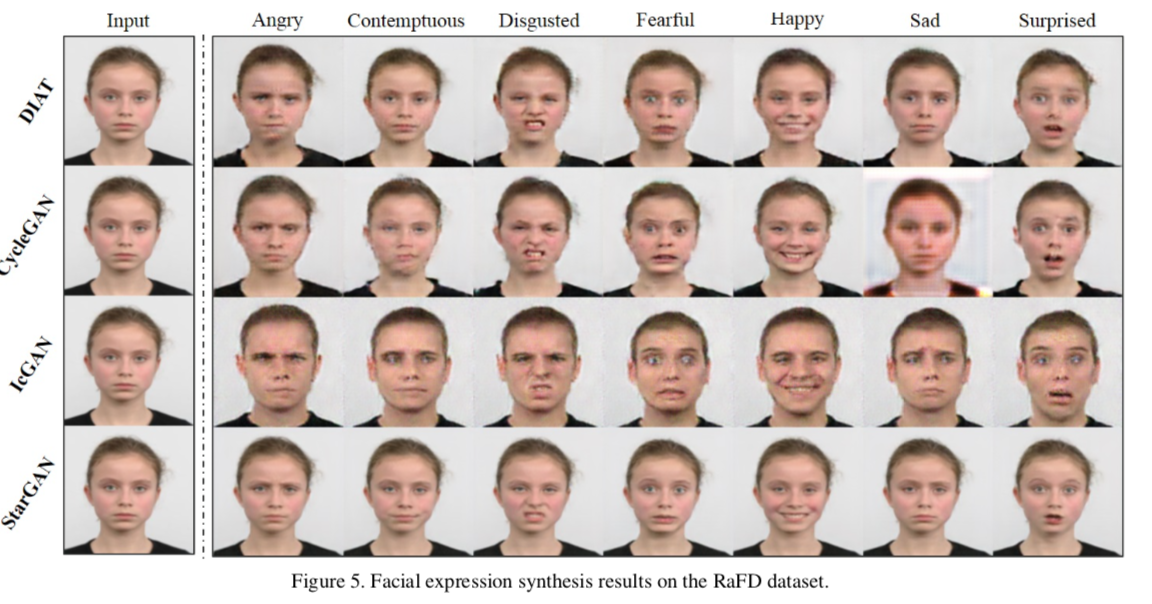 Input Angry Contemptuous Disgusted Fearful Happy Sad Surprised
DIAT
CycleGAN
IcGAN
StarGAN
Figure 5. Facial expression synthesis results on the RaFD dataset.